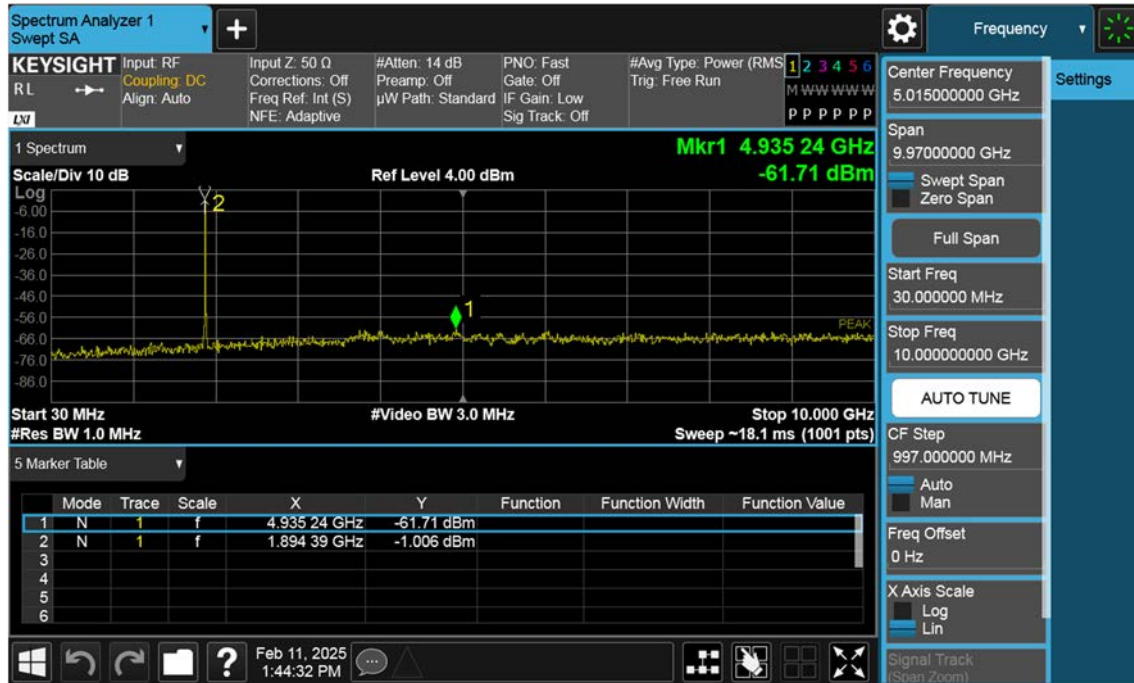 Spectrum Analyzer 1
Swept SA
+
Frequency
KEYSIGHT
RL
LXI
Input: RF
Coupling: DC
Align: Auto
Input Z: 50 Ω
Corrections: Off
Freq Ref: Int (S)
NFE: Adaptive
#Atten: 14 dB
Preamp: Off
µW Path: Standard
PNO: Fast
Gate: Off
IF Gain: Low
Sig Track: Off
#Avg Type: Power (RMS
Trig: Free Run
1 2 3 4 5 6
M W W W W W
P P P P P P
1 Spectrum
Mkr1 4.935 24 GHz
-61.71 dBm
Scale/Div 10 dB
Ref Level 4.00 dBm
Log
-6.00
-16.0
-26.0
-36.0
-46.0
-56.0
-66.0
-76.0
-86.0
2
1
PEAK
Start 30 MHz
#Video BW 3.0 MHz
Stop 10.000 GHz
#Res BW 1.0 MHz
Sweep ~18.1 ms (1001 pts)
5 Marker Table
Mode Trace Scale X Y Function Function Width Function Value
1 N 1 f 4.935 24 GHz -61.71 dBm
2 N 1 f 1.894 39 GHz -1.006 dBm
3
4
5
6
?
Feb 11, 2025
1:44:32 PM
Center Frequency
5.015000000 GHz
Span
9.97000000 GHz
Swept Span
Zero Span
Full Span
Start Freq
30.000000 MHz
Stop Freq
10.000000000 GHz
AUTO TUNE
CF Step
997.000000 MHz
Auto
Man
Freq Offset
0 Hz
X Axis Scale
Log
Lin
Signal Track
(Span Zoom)
Settings